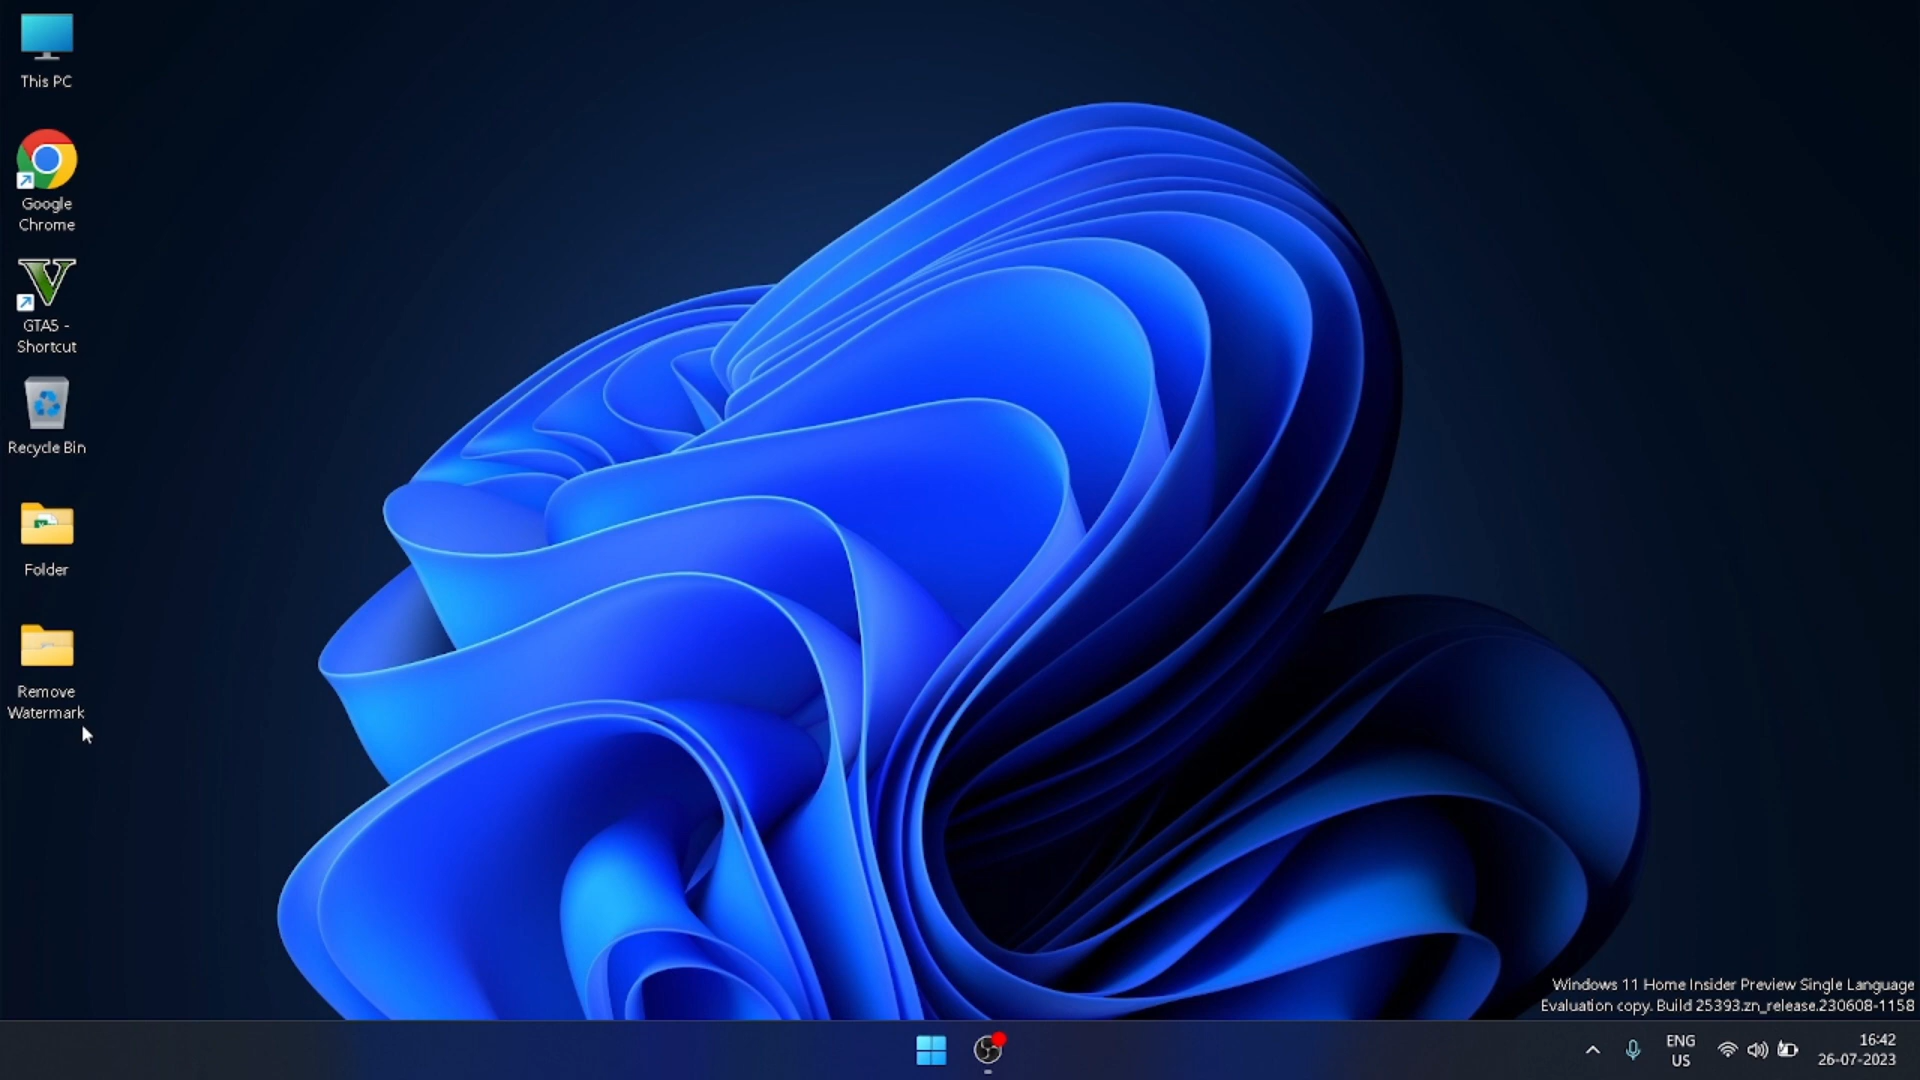 This PC
Google
Chrome
GTA5 -
Shortcut
Recycle Bin
Folder
Remove
Watermark
Windows 11 Home Insider Preview Single Language
Evaluation copy. Build 25393.zn_release.230608-1158
ENG
US
16:42
26-07-2023